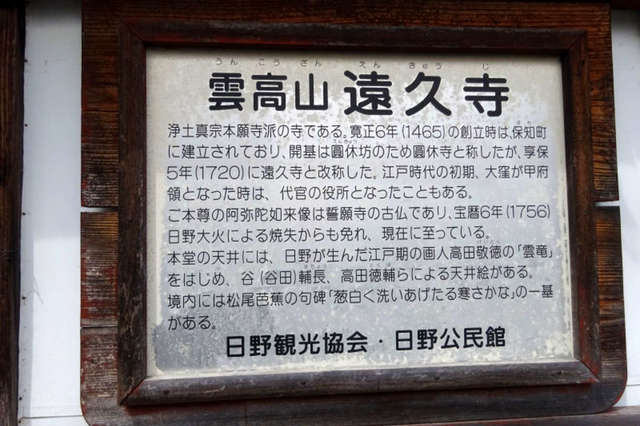 うんこうざん えんきゅうじ
雲高山 遠久寺
浄土真宗本願寺派の寺である。寛正6年(1465)の創立時は、保知町
に建立されており、開基は圓休坊のため圓休寺と称したが、享保
5年(1720)に遠久寺と改称した。江戸時代の初期、大窪が甲府
領となった時は、代官の役所となったこともある。
ご本尊の阿弥陀如来像は誓願寺の古仏であり、宝暦6年(1756)
日野大火による焼失からも免れ、現在に至っている。
本堂の天井には、日野が生んだ江戸期の画人高田敬徳の「雲竜」
をはじめ、谷(谷田)輔長、高田徳輔らによる天井絵がある。
境内には松尾芭蕉の句碑「葱白く洗いあげたる寒さかな」の一基
がある。
日野観光協会・日野公民館